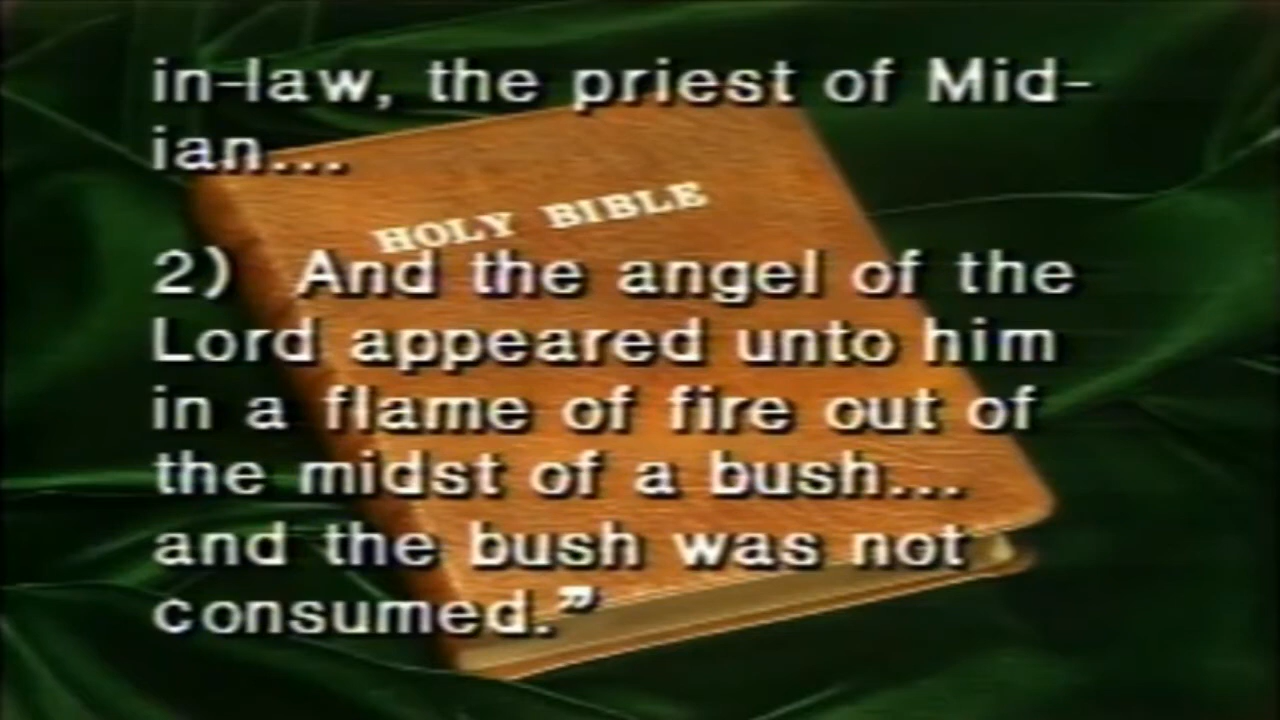 in-law, the priest of Mid-
ian...
HOLY BIBLE
2) And the angel of the
Lord appeared unto him
in a flame of fire out of
the midst of a bush...
and the bush was not
consumed.”